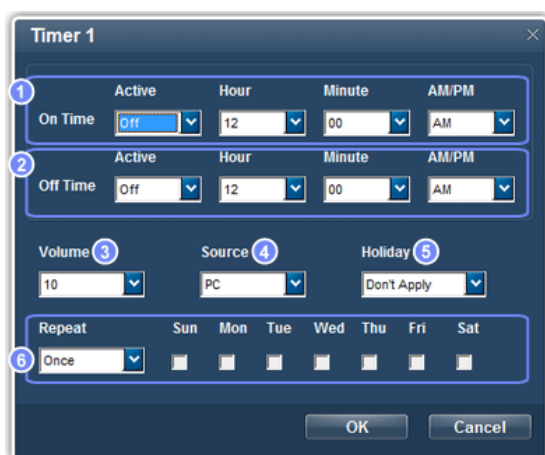 Timer 1
Active Hour Minute AM/PM
1
On Time Off 12 00 AM
Active Hour Minute AM/PM
2
Off Time Off 12 00 AM
Volume 3 Source 4 Holiday 5
10 PC Don't Apply
Repeat Sun Mon Tue Wed Thu Fri Sat
6 Once
OK Cancel